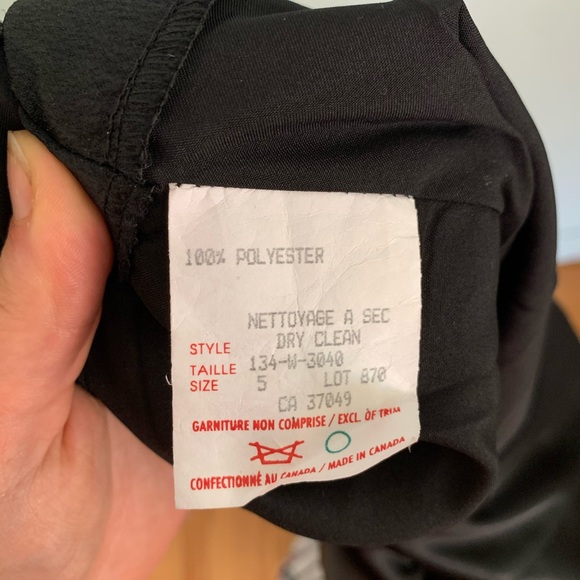 100% POLYESTER
NETTOYAGE A SEC
DRY CLEAN
STYLE 134-W-3040
TAILLE
SIZE 5 LOT 870
CA 37049
GARNITURE NON COMPRISE / EXCL. OF TRIM
CONFECTIONNÉ AU CANADA / MADE IN CANADA